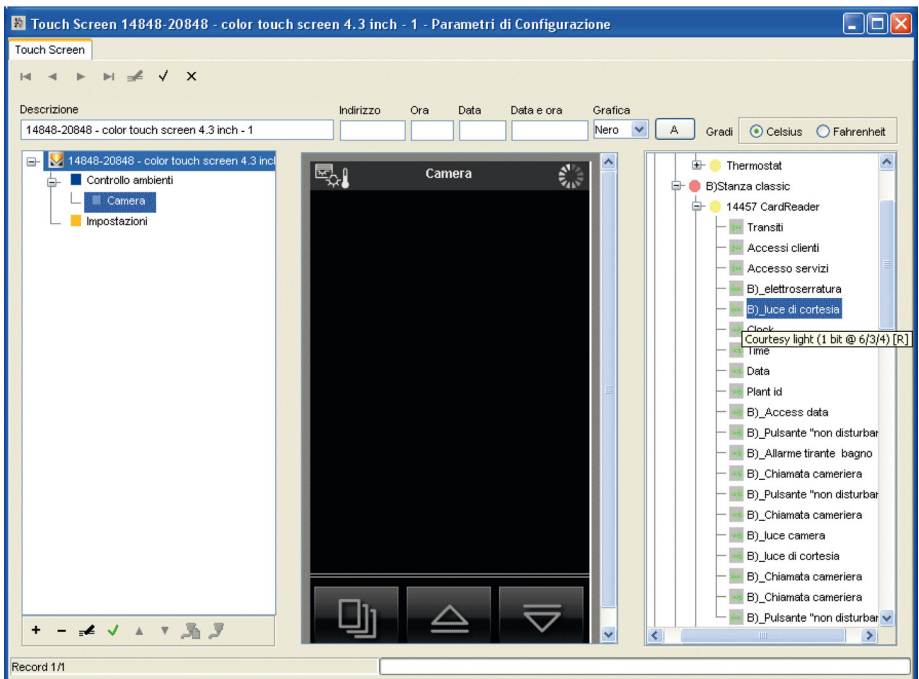 Touch Screen 14848-20848 - color touch screen 4.3 inch - 1 - Parametri di Configurazione
Touch Screen
Descrizione Indirizzo Ora Data Data e ora Grafica
14848-20848 - color touch screen 4.3 inch - 1 Nero A Gradi Celsius Fahrenheit
14848-20848 - color touch screen 4.3 incl
Controllo ambienti
Camera
Impostazioni
Camera
Thermostat
B)Stanza classic
14457 CardReader
Transiti
Accessi clienti
Accesso servizi
B)_elettroserratura
B)_luce di cortesia
Clock
Courtesy light (1 bit @ 6/3/4) [R]
Time
Data
Plant id
B)_Access data
B)_Pulsante "non disturbar
B)_Allarme tirante bagno
B)_Chiamata cameriera
B)_Pulsante "non disturbar
B)_Chiamata cameriera
B)_luce camera
B)_luce di cortesia
B)_Chiamata cameriera
B)_Chiamata cameriera
B)_Pulsante "non disturbar
Record 1/1